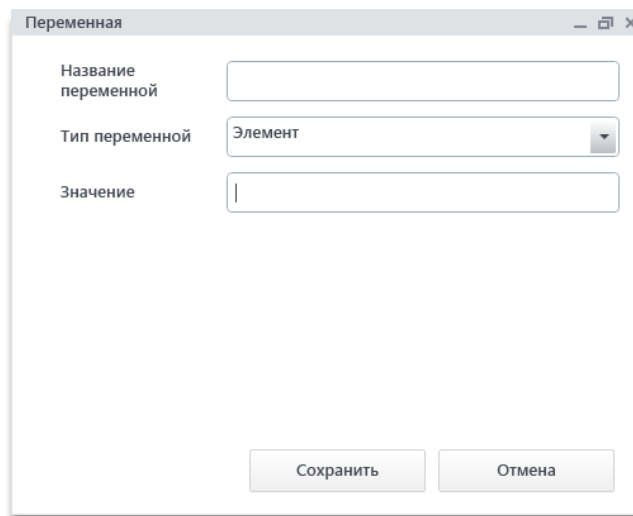 Переменная
Название
переменной
Тип переменной
Элемент
Значение
Сохранить
Отмена